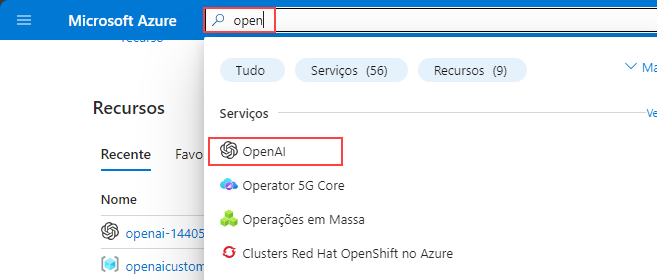 Microsoft Azure
open
recurso
Tudo
Serviços (56)
Recursos (9)
Ma
Recursos
Serviços
Ve
OpenAI
Recente
Favo
Operator 5G Core
Nome
Operações em Massa
openai-14405
Clusters Red Hat OpenShift no Azure
openaicustom